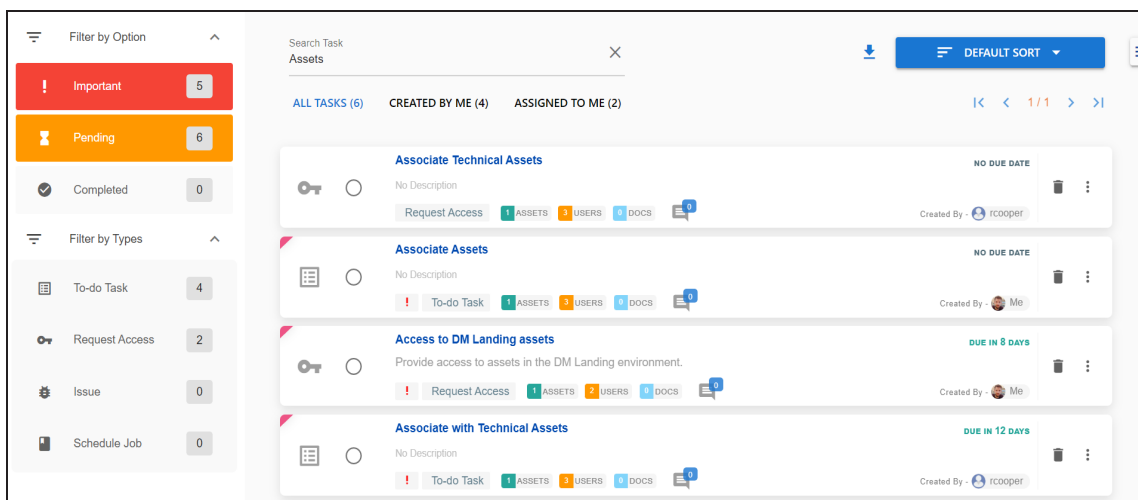 Filter by Option
Important 5
Pending 6
Completed 0
Filter by Types
To-do Task 4
Request Access 2
Issue 0
Schedule Job 0
Search Task
Assets
DEFAULT SORT
ALL TASKS (6) CREATED BY ME (4) ASSIGNED TO ME (2)
1 / 1
Associate Technical Assets
NO DUE DATE
No Description
Request Access 1 ASSETS 3 USERS 0 DOCS 0
Created By - rcooper
Associate Assets
NO DUE DATE
No Description
! To-do Task 1 ASSETS 3 USERS 0 DOCS 0
Created By - Me
Access to DM Landing assets
DUE IN 8 DAYS
Provide access to assets in the DM Landing environment.
! Request Access 1 ASSETS 2 USERS 0 DOCS 0
Created By - Me
Associate with Technical Assets
DUE IN 12 DAYS
No Description
! To-do Task 1 ASSETS 3 USERS 0 DOCS 0
Created By - rcooper